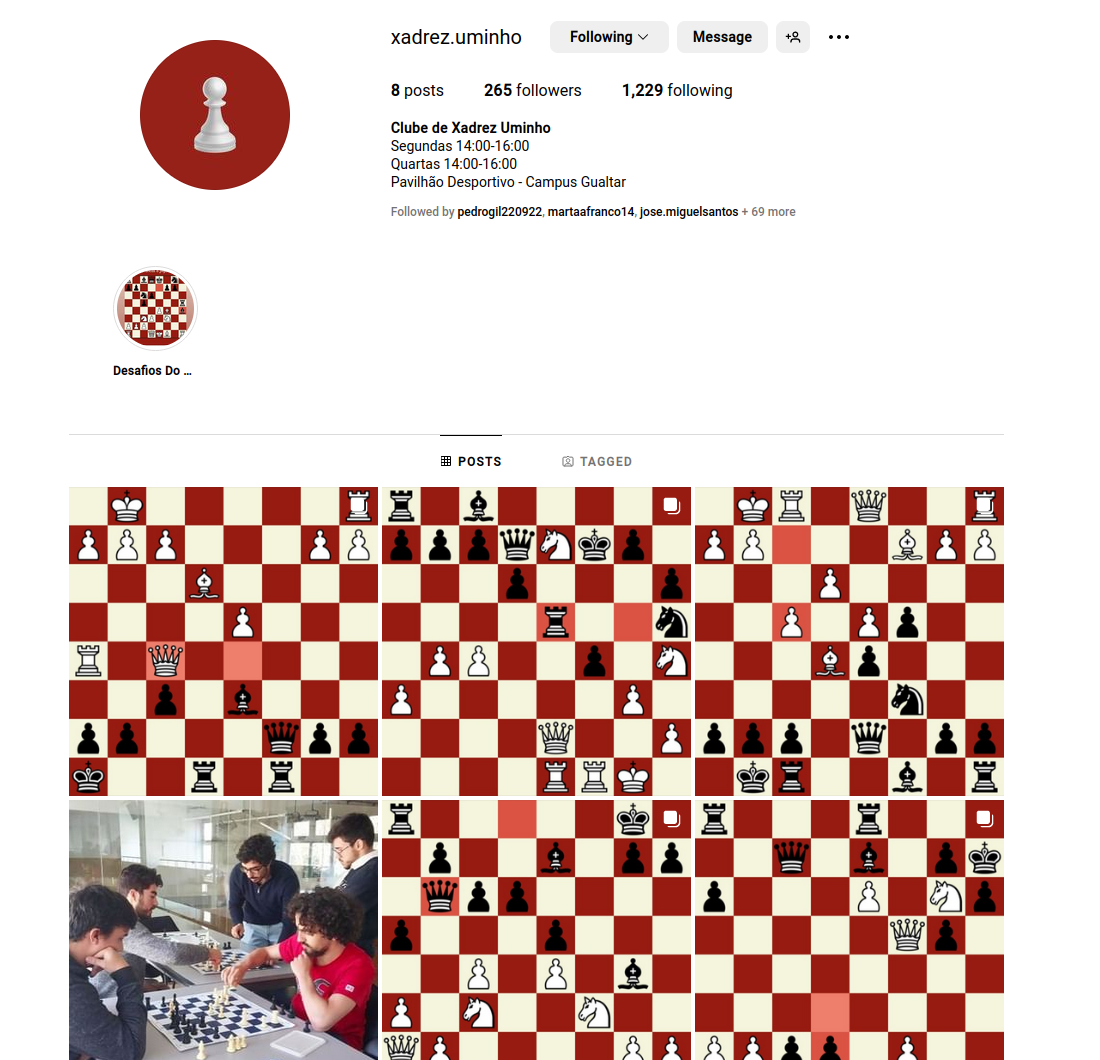 xadrez.uminho
Following
Message
8 posts
265 followers
1,229 following
Clube de Xadrez Uminho
Segundas 14:00-16:00
Quartas 14:00-16:00
Pavilhão Desportivo - Campus Gualtar
Followed by pedrogil220922, martaafranco14, jose.miguelsantos + 69 more
Desafios Do ...
POSTS
TAGGED